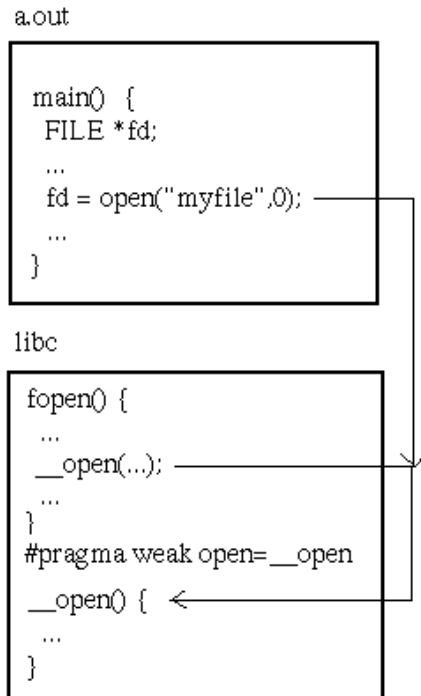 a.out
main() {
FILE *fd;
...
fd = open("myfile",0);
...
}
libc
fopen() {
...
__open(...);
...
}
#pragma weak open=__open
__open() {
...
}